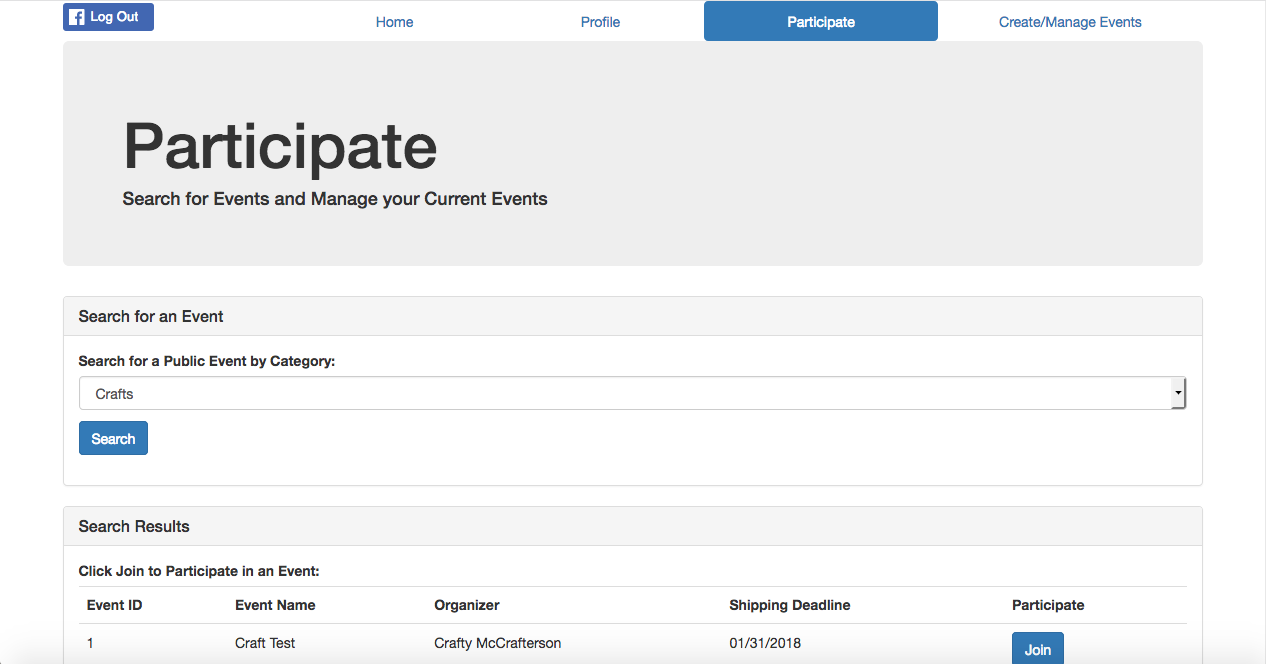 Log Out Home Profile Participate Create/Manage Events
Participate
Search for Events and Manage your Current Events
Search for an Event
Search for a Public Event by Category:
Crafts
Search
Search Results
Click Join to Participate in an Event:
Event ID Event Name Organizer Shipping Deadline Participate
1 Craft Test Crafty McCrafterson 01/31/2018 Join